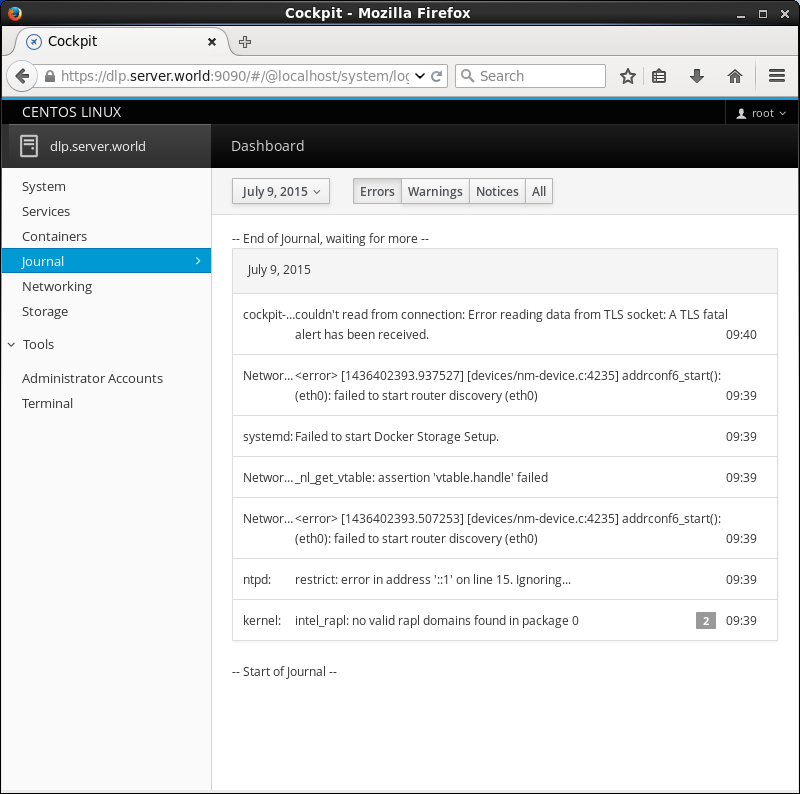 Cockpit - Mozilla Firefox
Cockpit
https://dlp.server.world:9090/#/@localhost/system/log
Search
CENTOS LINUX
root
dlp.server.world
Dashboard
System
Services
Containers
Journal
Networking
Storage
Tools
Administrator Accounts
Terminal
July 9, 2015
Errors
Warnings
Notices
All
-- End of Journal, waiting for more --
July 9, 2015
cockpit-... couldn't read from connection: Error reading data from TLS socket: A TLS fatal
alert has been received. 09:40
Networ... <error> [1436402393.937527] [devices/nm-device.c:4235] addrconf6_start():
(eth0): failed to start router discovery (eth0) 09:39
systemd: Failed to start Docker Storage Setup. 09:39
Networ... _nl_get_vtable: assertion 'vtable.handle' failed 09:39
Networ... <error> [1436402393.507253] [devices/nm-device.c:4235] addrconf6_start():
(eth0): failed to start router discovery (eth0) 09:39
ntpd: restrict: error in address '::1' on line 15. Ignoring... 09:39
kernel: intel_rapl: no valid rapl domains found in package 0 2 09:39
-- Start of Journal --